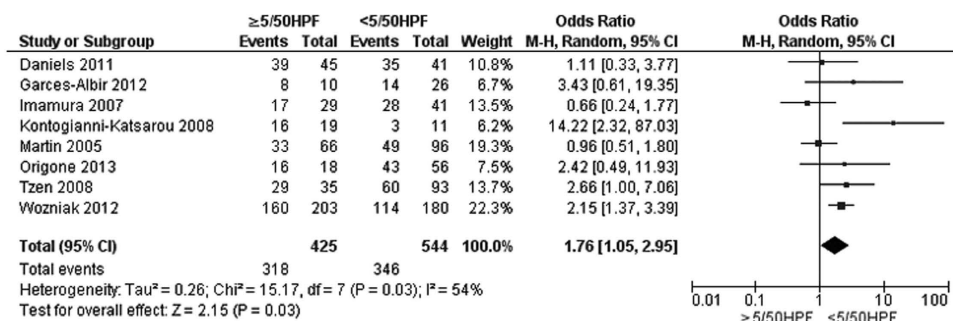 ≥5/50HPF <5/50HPF Odds Ratio Odds Ratio
Study or Subgroup Events Total Events Total Weight M-H, Random, 95% CI M-H, Random, 95% CI
Daniels 2011 39 45 35 41 10.8% 1.11 [0.33, 3.77]
Garces-Albir 2012 8 10 14 26 6.7% 3.43 [0.61, 19.35]
Imamura 2007 17 29 28 41 13.5% 0.66 [0.24, 1.77]
Kontogianni-Katsarou 2008 16 19 3 11 6.2% 14.22 [2.32, 87.03]
Martin 2005 33 66 49 96 19.3% 0.96 [0.51, 1.80]
Origone 2013 16 18 43 56 7.5% 2.42 [0.49, 11.93]
Tzen 2008 29 35 60 93 13.7% 2.66 [1.00, 7.06]
Wozniak 2012 160 203 114 180 22.3% 2.15 [1.37, 3.39]
Total (95% CI) 425 544 100.0% 1.76 [1.05, 2.95]
Total events 318 346
Heterogeneity: Tau² = 0.26; Chi² = 15.17, df = 7 (P = 0.03); I² = 54%
Test for overall effect: Z = 2.15 (P = 0.03)
0.01 0.1 1 10 100
≥5/50HPF <5/50HPF